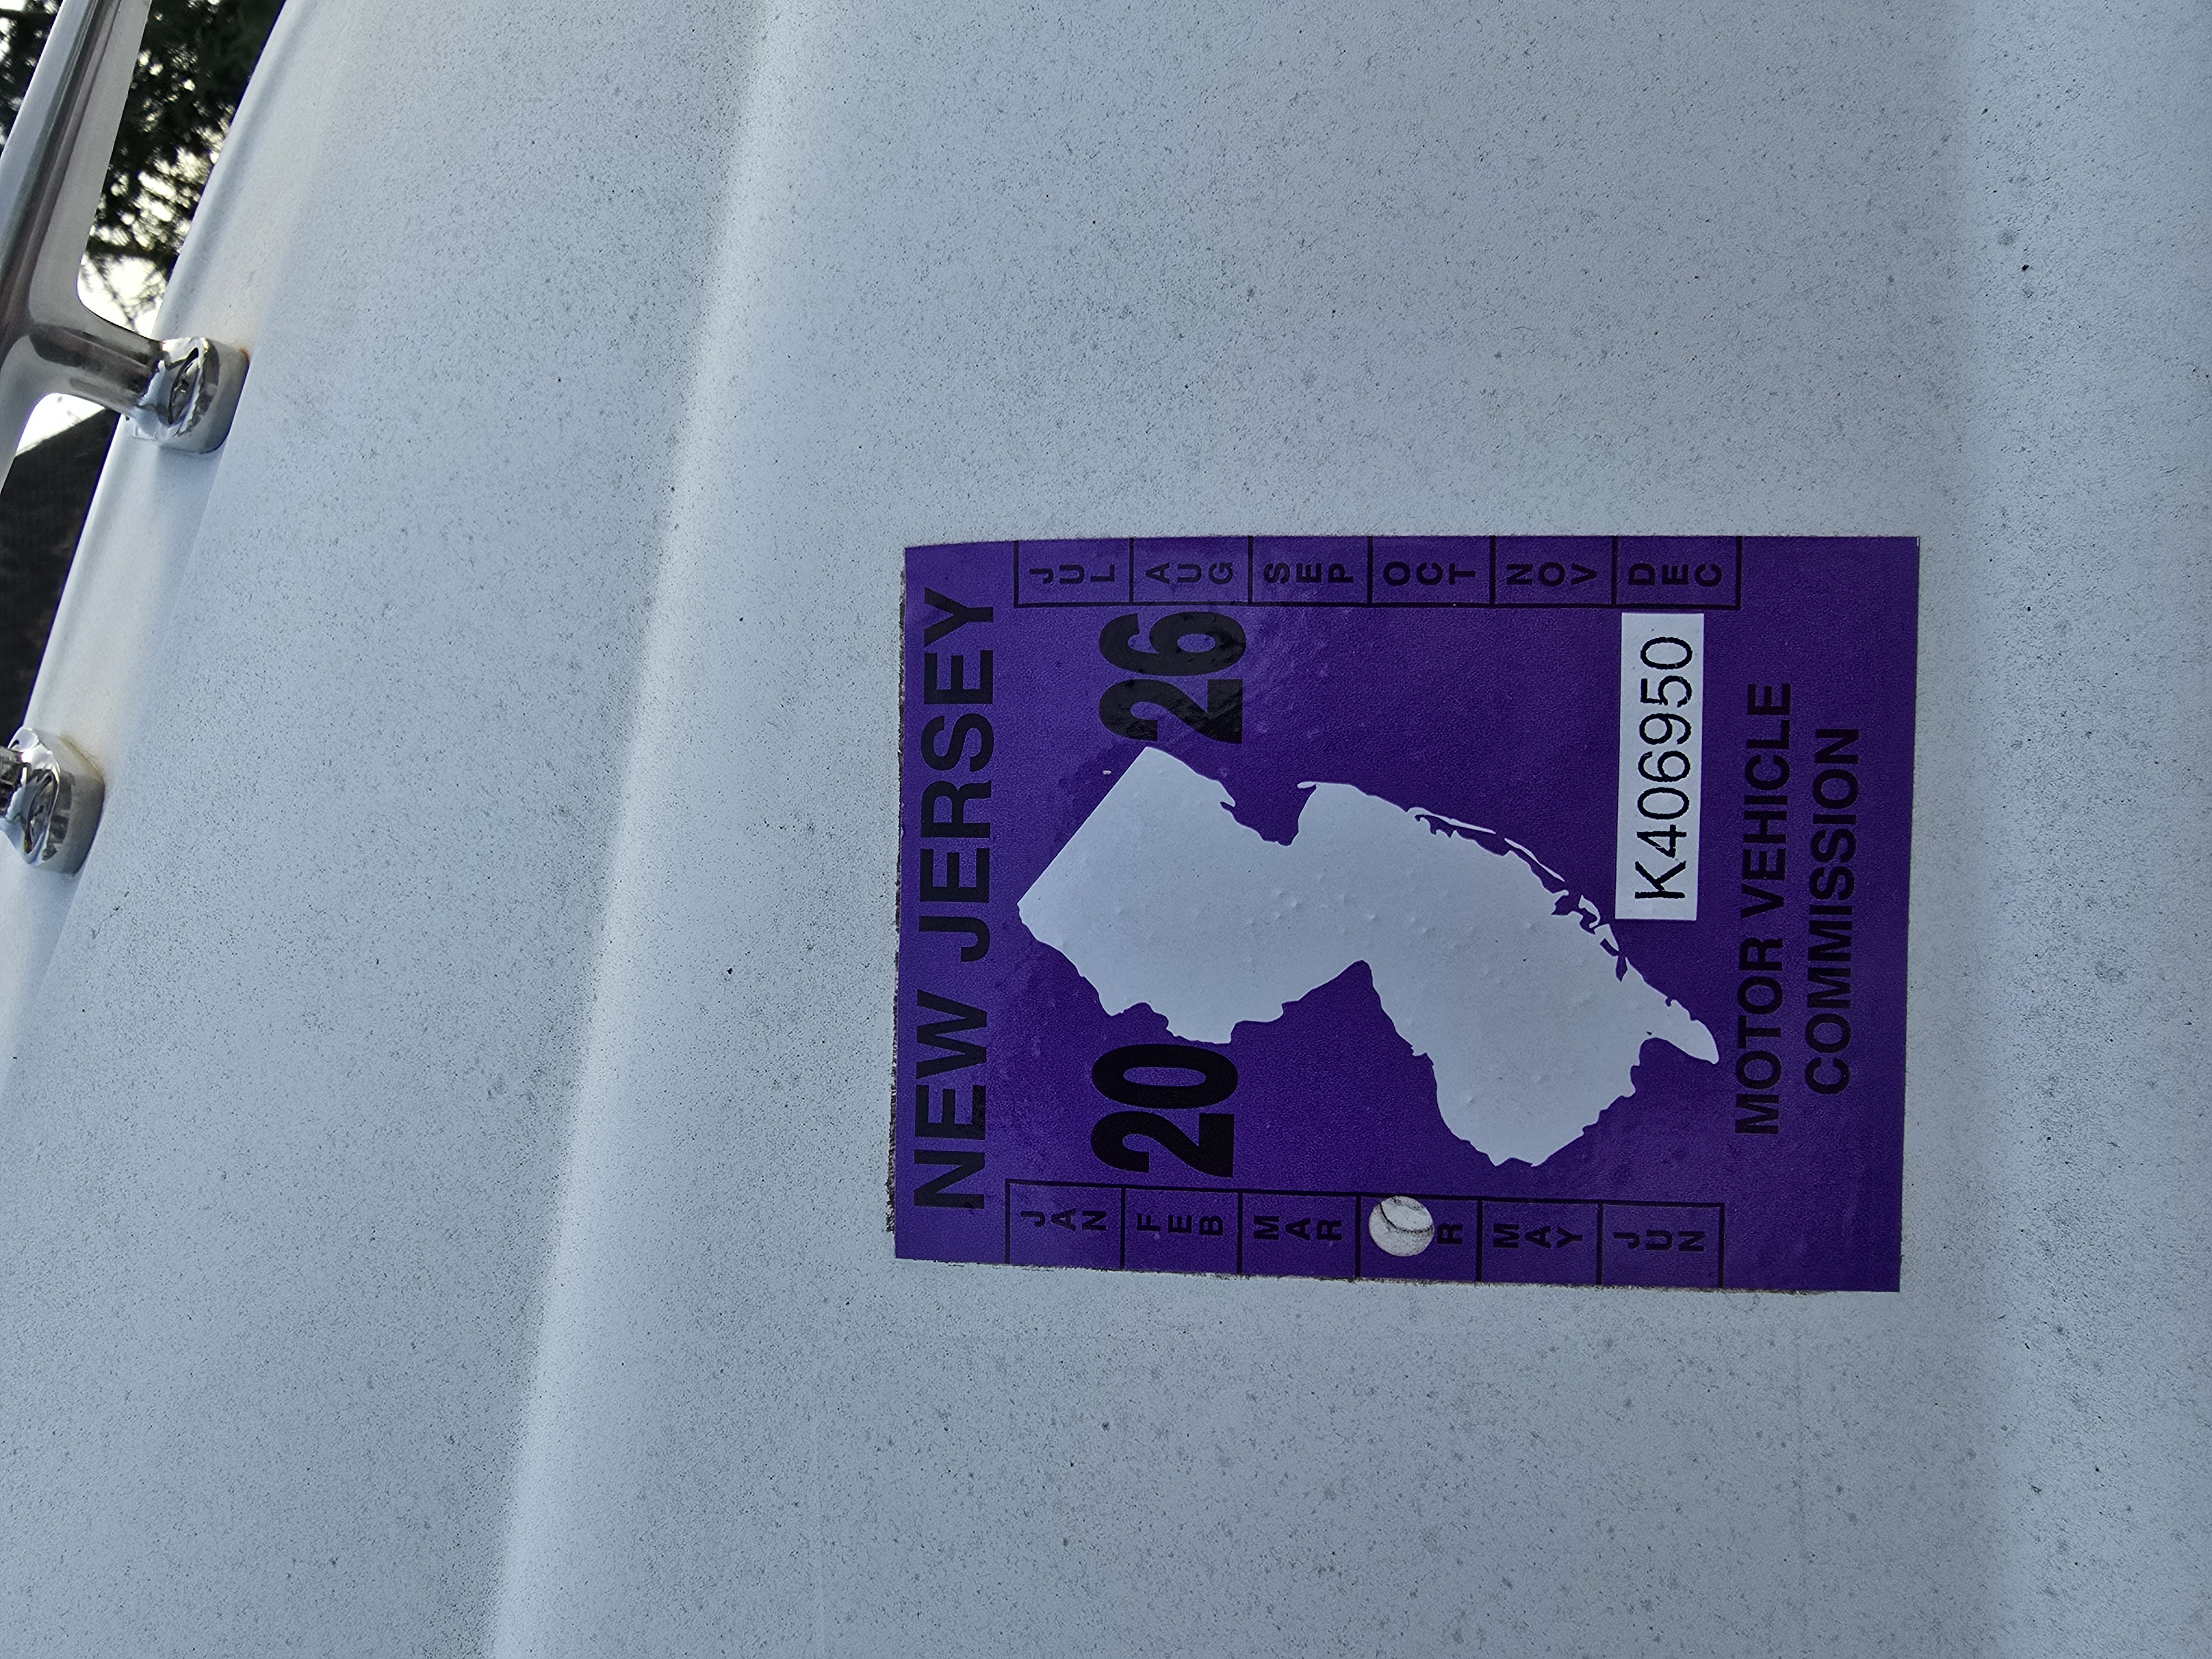 NEW JERSEY
20 26
JAN
FEB
MAR
R
MAY
JUN
JUL
AUG
SEP
OCT
NOV
DEC
K406950
MOTOR VEHICLE
COMMISSION